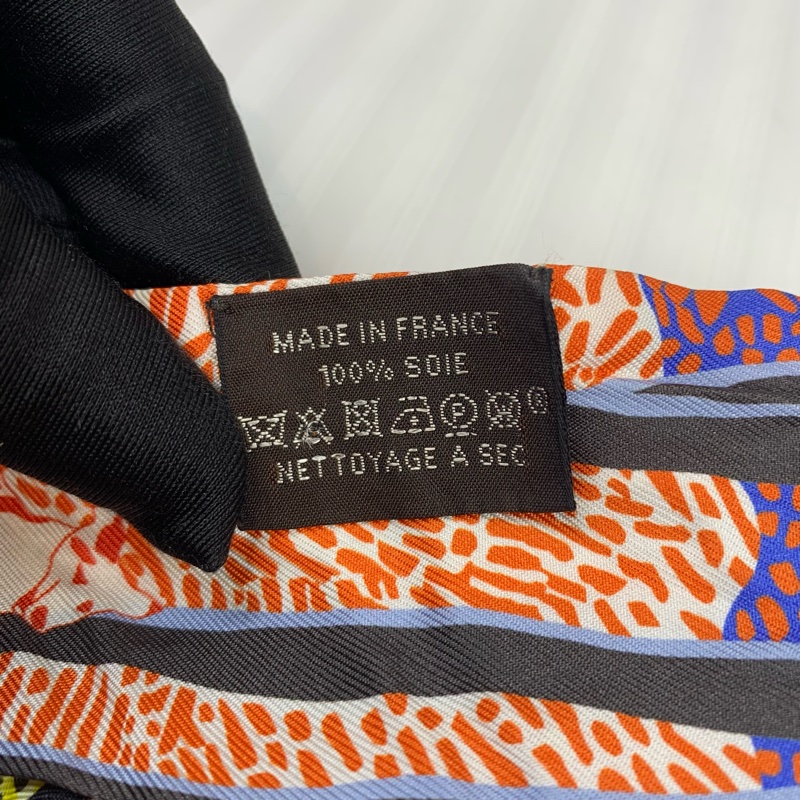 MADE IN FRANCE
100% SOIE
P ®
NETTOYAGE A SEC